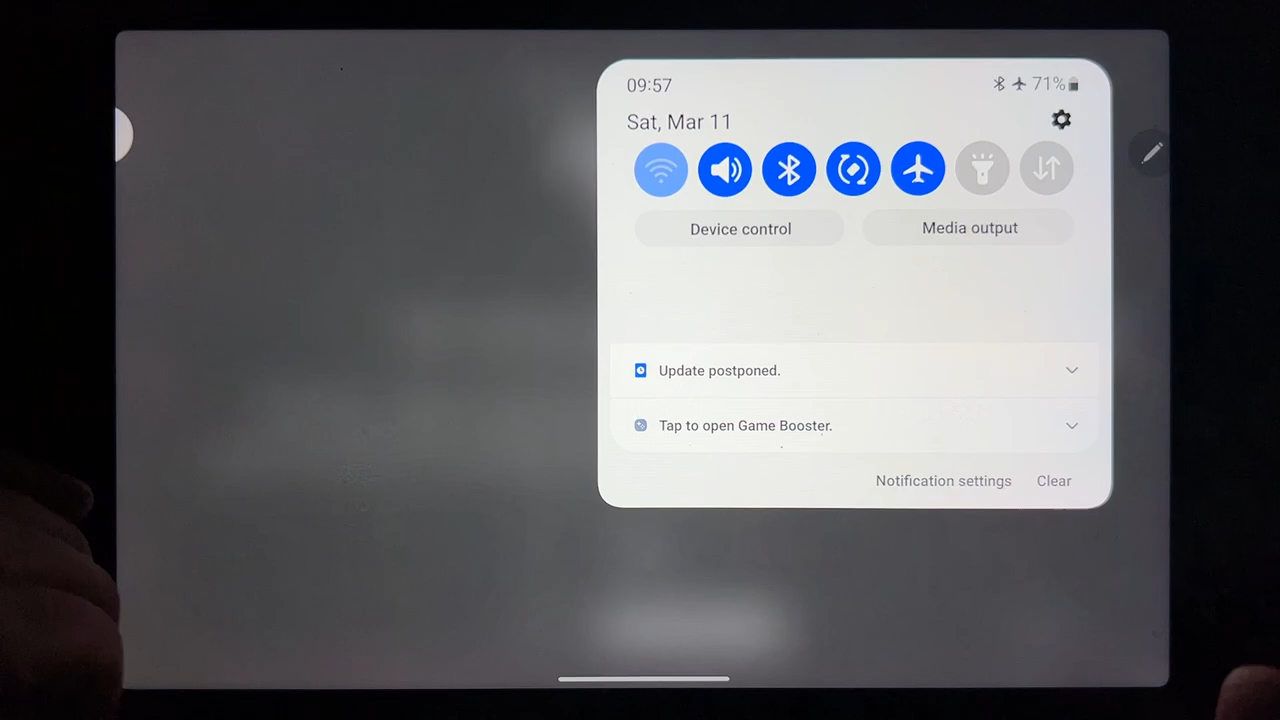 09:57
71%
Sat, Mar 11
Device control
Media output
Update postponed.
Tap to open Game Booster.
Notification settings
Clear